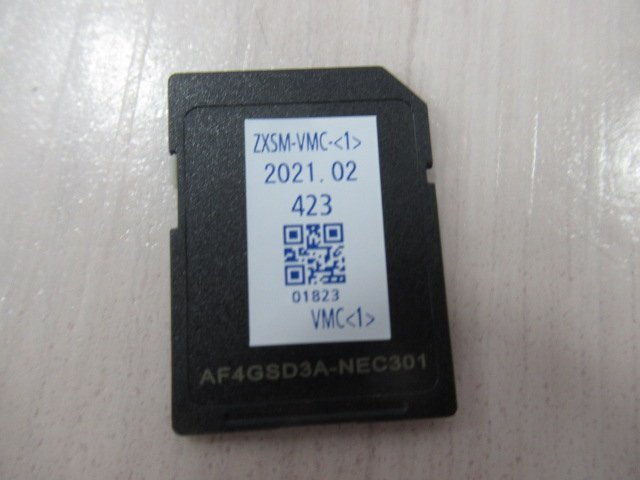 ZXSM-VMC-<1>
2021.02
423
01823
VMC<1>
AF4GSD3A-NEC301